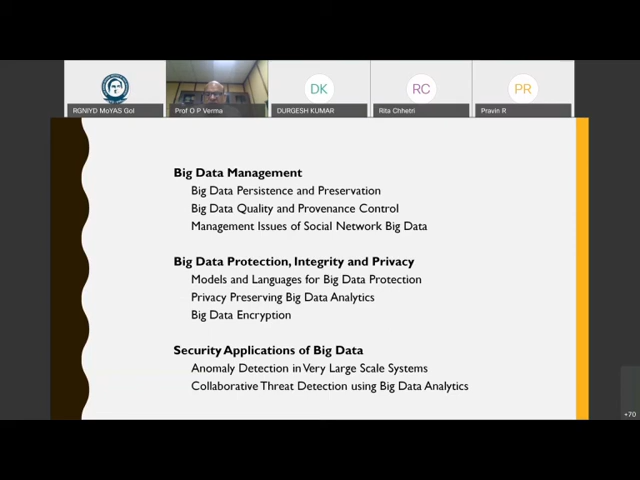 DK
RC
PR
RGNIYD MoYAS GoI
Prof O P Verma
DURGESH KUMAR
Rita Chhetri
Pravin R
Big Data Management
Big Data Persistence and Preservation
Big Data Quality and Provenance Control
Management Issues of Social Network Big Data
Big Data Protection, Integrity and Privacy
Models and Languages for Big Data Protection
Privacy Preserving Big Data Analytics
Big Data Encryption
Security Applications of Big Data
Anomaly Detection in Very Large Scale Systems
Collaborative Threat Detection using Big Data Analytics
+70